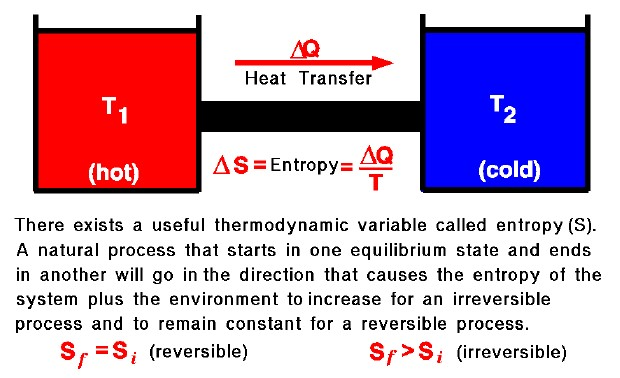 ΔQ
Heat Transfer
T1
T2
(hot)
ΔS = Entropy = ΔQ/T
(cold)
There exists a useful thermodynamic variable called entropy (S).
A natural process that starts in one equilibrium state and ends
in another will go in the direction that causes the entropy of the
system plus the environment to increase for an irreversible
process and to remain constant for a reversible process.
Sf = Si (reversible) Sf > Si (irreversible)